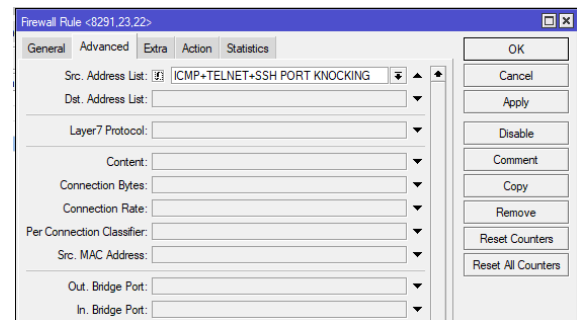 Firewall Rule <8291,23,22>
General Advanced Extra Action Statistics
Src. Address List: ! ICMP+TELNET+SSH PORT KNOCKING
Dst. Address List:
Layer7 Protocol:
Content:
Connection Bytes:
Connection Rate:
Per Connection Classifier:
Src. MAC Address:
Out. Bridge Port:
In. Bridge Port:
OK
Cancel
Apply
Disable
Comment
Copy
Remove
Reset Counters
Reset All Counters